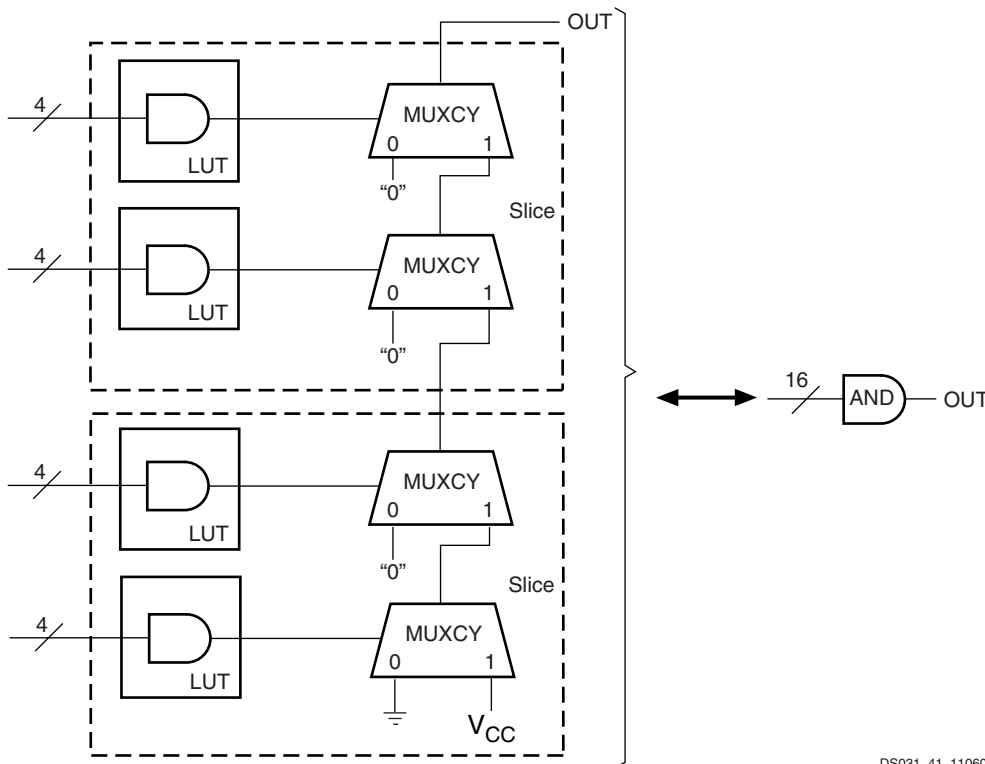 OUT
4
LUT
MUXCY
0 1
“0”
Slice
4
LUT
MUXCY
0 1
“0”
16
AND
OUT
4
LUT
MUXCY
0 1
“0”
Slice
4
LUT
MUXCY
0 1
VCC
DS031_41_11060